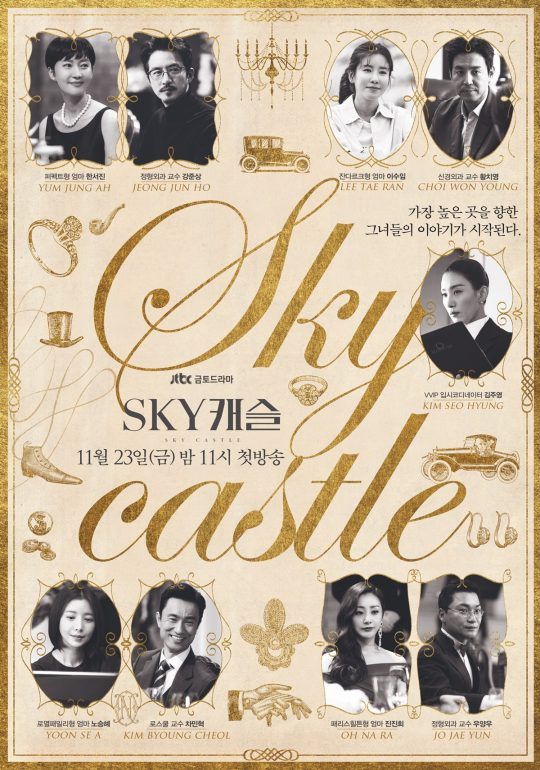 퍼펙트형 엄마 한서진
YUM JUNG AH
정형외과 교수 강준상
JEONG JUN HO
잔다르크형 엄마 이수임
LEE TAE RAN
신경외과 교수 황치영
CHOI WON YOUNG
가장 높은 곳을 향한
그녀들의 이야기가 시작된다.
Sky
VVIP 입시코디네이터 김주영
KIM SEO HYUNG
jtbc 금토드라마
SKY캐슬
SKY CASTLE
11월 23일(금) 밤 11시 첫방송
castle
로열패밀리형 엄마 노승혜
YOON SE A
로스쿨 교수 차민혁
KIM BYOUNG CHEOL
패리스힐튼형 엄마 진진희
OH NA RA
정형외과 교수 우양우
JO JAE YUN